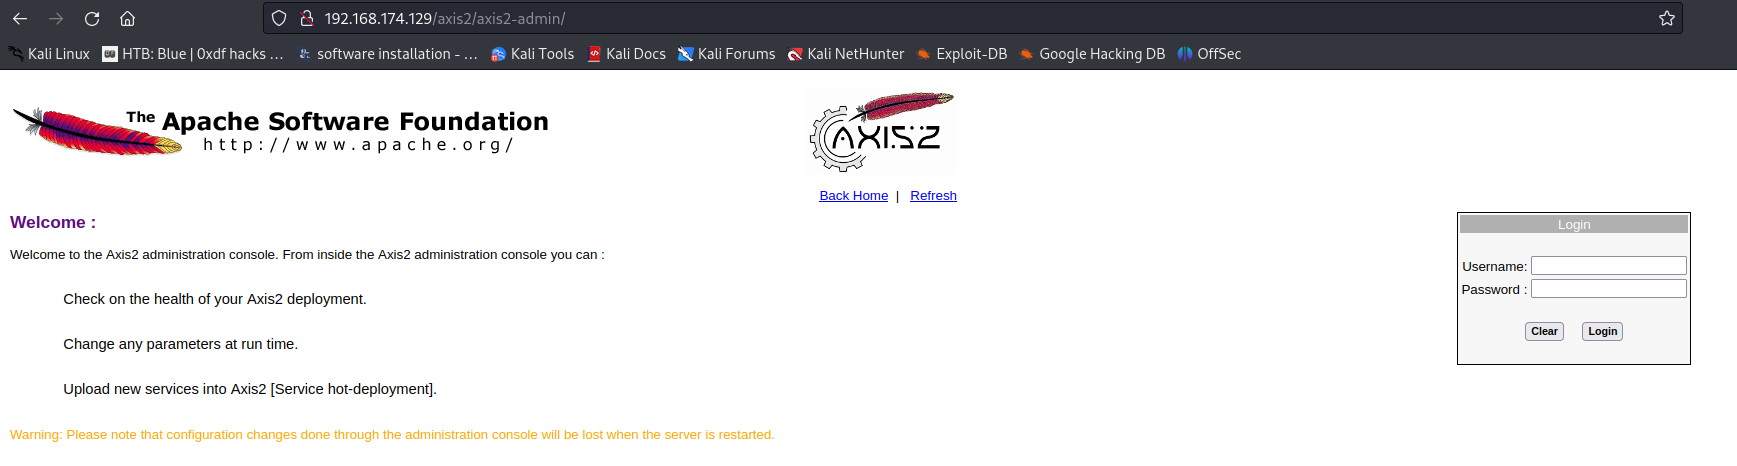 192.168.174.129/axis2/axis2-admin/
Kali Linux HTB: Blue | 0xdf hacks ... software installation - ... Kali Tools Kali Docs Kali Forums Kali NetHunter Exploit-DB Google Hacking DB OffSec
The Apache Software Foundation
http://www.apache.org/
AXIS2
Back Home | Refresh
Welcome :
Login
Welcome to the Axis2 administration console. From inside the Axis2 administration console you can :
Username:
Password :
Check on the health of your Axis2 deployment.
Clear Login
Change any parameters at run time.
Upload new services into Axis2 [Service hot-deployment].
Warning: Please note that configuration changes done through the administration console will be lost when the server is restarted.